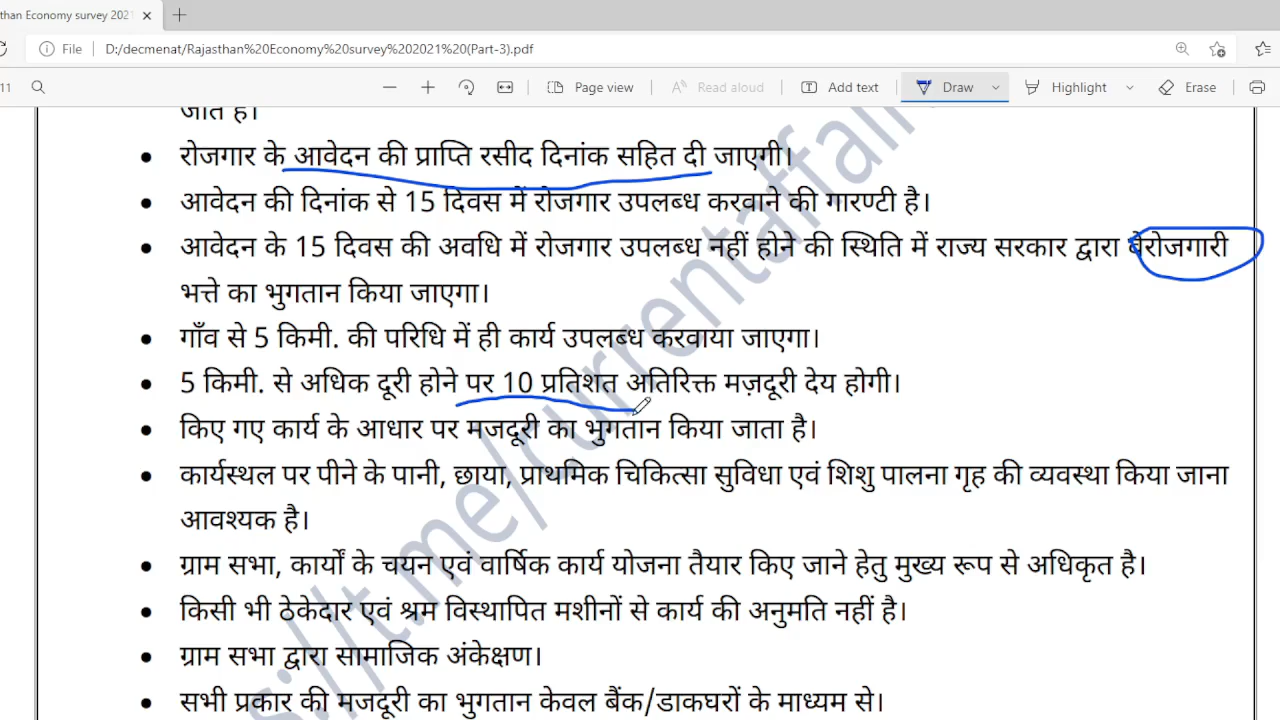 than Economy survey 2021
File D:/decmenat/Rajasthan%20Economy%20survey%202021%20(Part-3).pdf
11 Page view Read aloud Add text Draw Highlight Erase
जाते हैं।
रोजगार के आवेदन की प्राप्ति रसीद दिनांक सहित दी जाएगी।
आवेदन की दिनांक से 15 दिवस में रोजगार उपलब्ध करवाने की गारण्टी है।
आवेदन के 15 दिवस की अवधि में रोजगार उपलब्ध नहीं होने की स्थिति में राज्य सरकार द्वारा बेरोजगारी
भत्ते का भुगतान किया जाएगा।
गाँव से 5 किमी. की परिधि में ही कार्य उपलब्ध करवाया जाएगा।
5 किमी. से अधिक दूरी होने पर 10 प्रतिशत अतिरिक्त मज़दूरी देय होगी।
किए गए कार्य के आधार पर मजदूरी का भुगतान किया जाता है।
कार्यस्थल पर पीने के पानी, छाया, प्राथमिक चिकित्सा सुविधा एवं शिशु पालना गृह की व्यवस्था किया जाना
आवश्यक है।
ग्राम सभा, कार्यों के चयन एवं वार्षिक कार्य योजना तैयार किए जाने हेतु मुख्य रूप से अधिकृत है।
किसी भी ठेकेदार एवं श्रम विस्थापित मशीनों से कार्य की अनुमति नहीं है।
ग्राम सभा द्वारा सामाजिक अंकेक्षण।
सभी प्रकार की मजदूरी का भुगतान केवल बैंक/डाकघरों के माध्यम से।
s://t.me/currentaffair